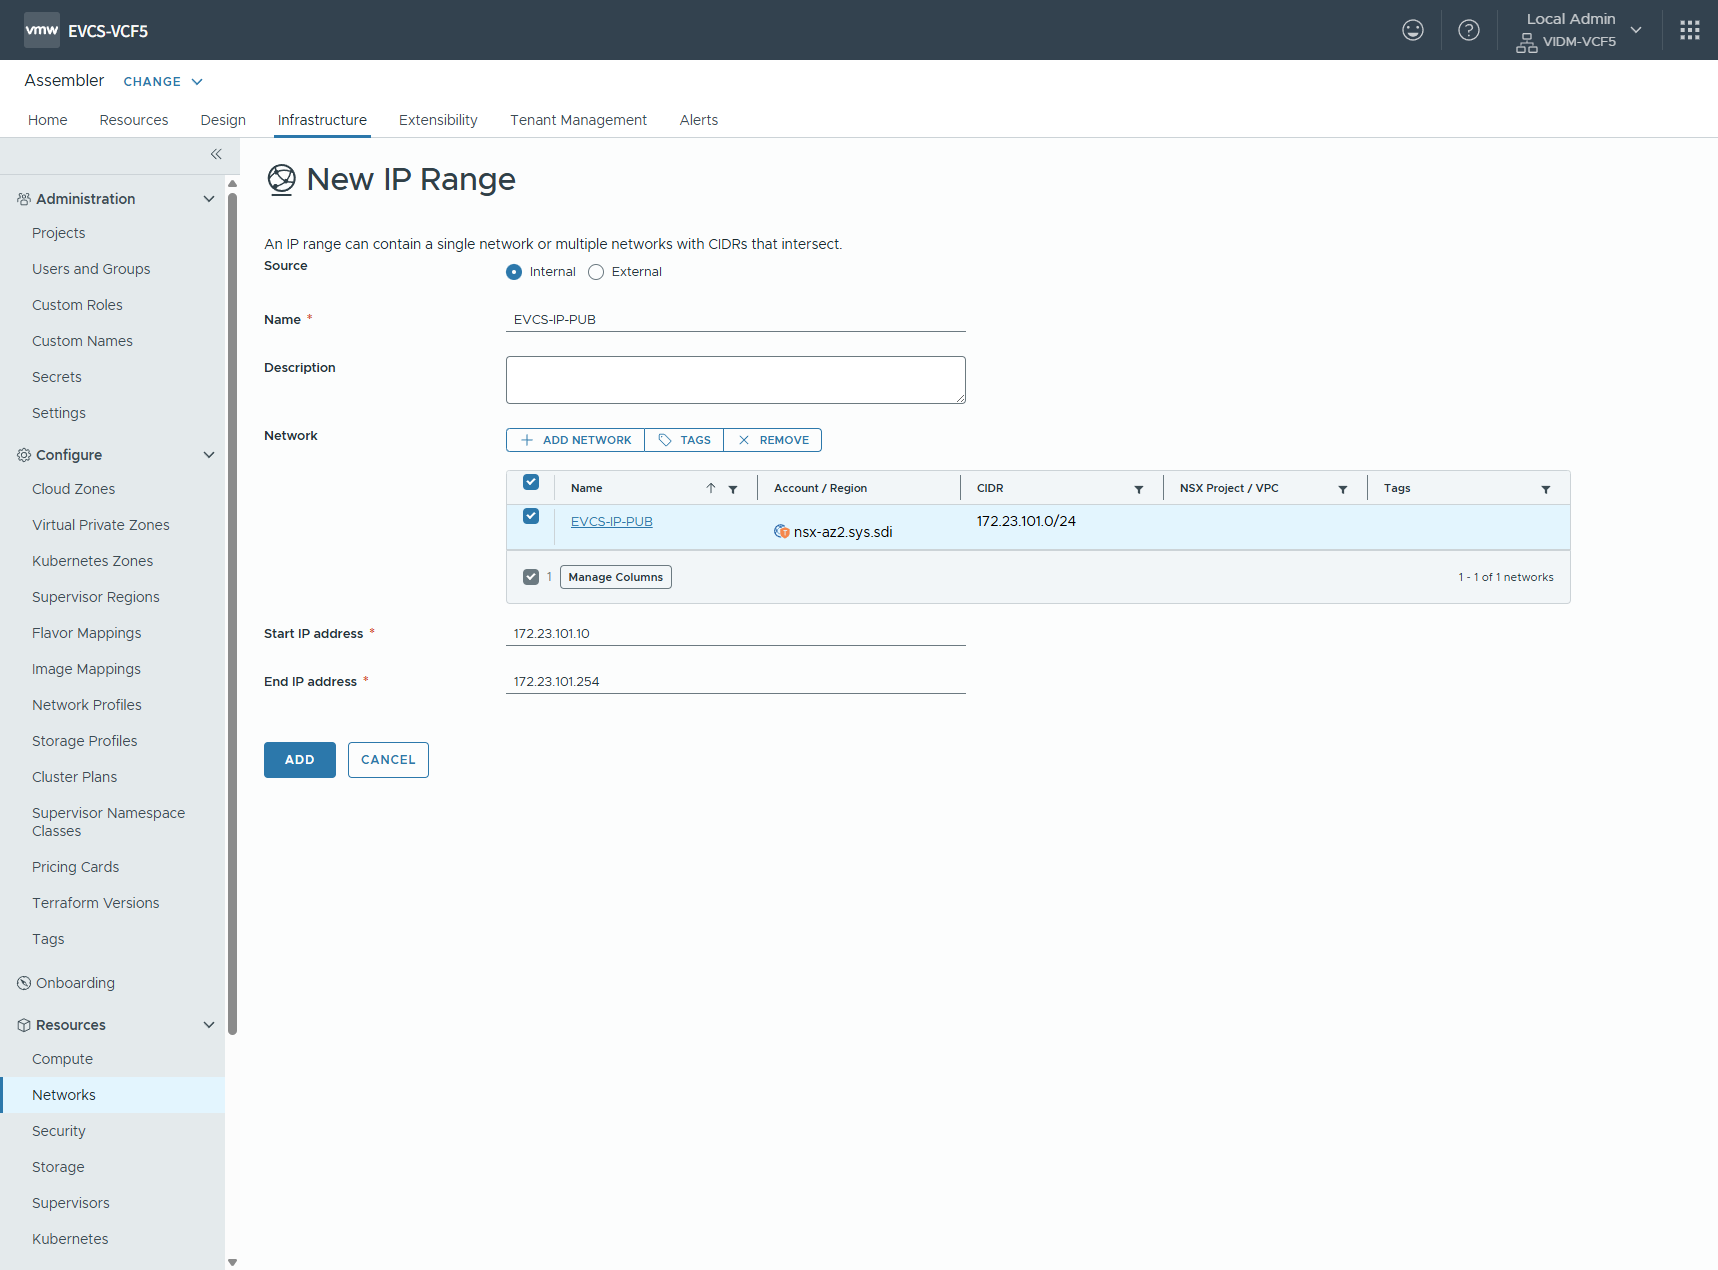 vmw EVCS-VCF5
Local Admin
VIDM-VCF5
Assembler CHANGE
Home Resources Design Infrastructure Extensibility Tenant Management Alerts
Administration
Projects
Users and Groups
Custom Roles
Custom Names
Secrets
Settings
Configure
Cloud Zones
Virtual Private Zones
Kubernetes Zones
Supervisor Regions
Flavor Mappings
Image Mappings
Network Profiles
Storage Profiles
Cluster Plans
Supervisor Namespace
Classes
Pricing Cards
Terraform Versions
Tags
Onboarding
Resources
Compute
Networks
Security
Storage
Supervisors
Kubernetes
New IP Range
An IP range can contain a single network or multiple networks with CIDRs that intersect.
Source Internal External
Name * EVCS-IP-PUB
Description
Network ADD NETWORK TAGS REMOVE
Name Account / Region CIDR NSX Project / VPC Tags
EVCS-IP-PUB nsx-az2.sys.sdi 172.23.101.0/24
1 Manage Columns 1 - 1 of 1 networks
Start IP address * 172.23.101.10
End IP address * 172.23.101.254
ADD CANCEL